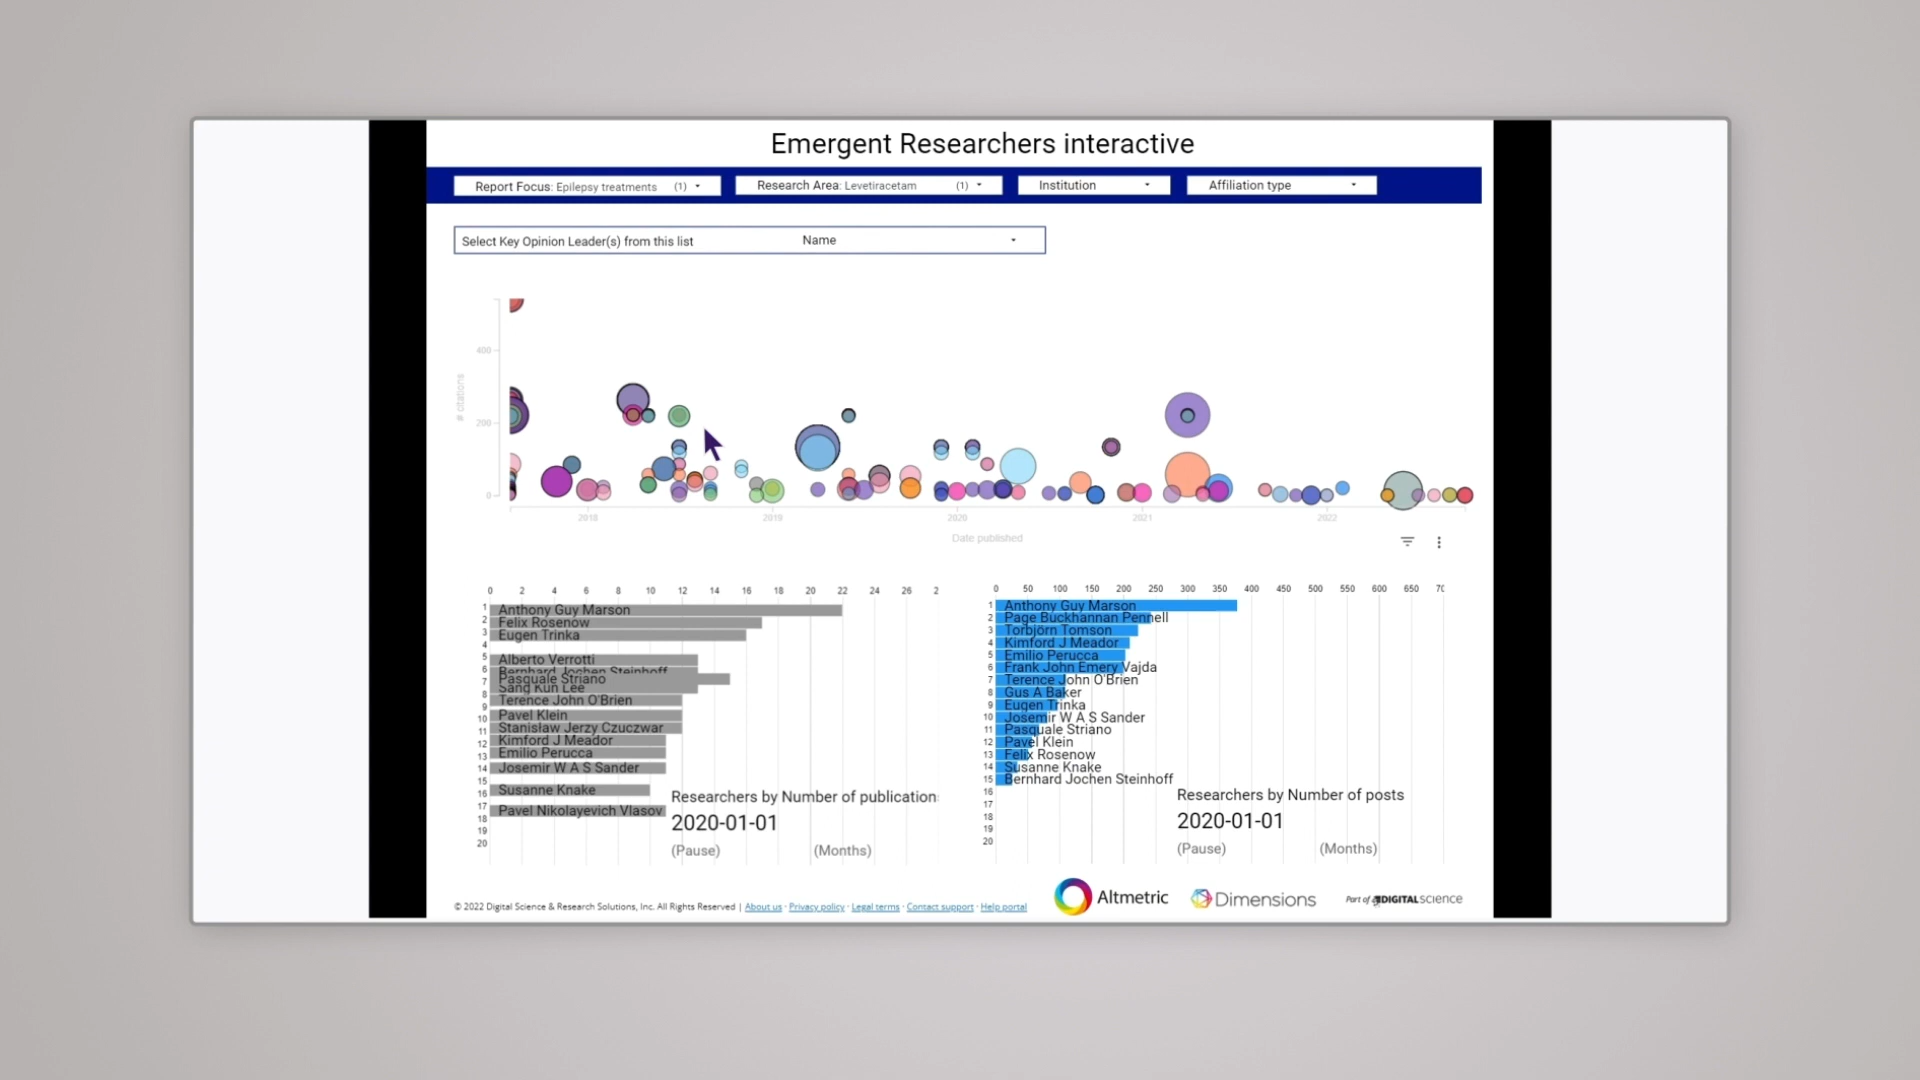 Emergent Researchers interactive
Report Focus: Epilepsy treatments (1)
Research Area: Levetiracetam (1)
Institution
Affiliation type
Select Key Opinion Leader(s) from this list
Name
# citations
400
200
0
2018 2019 2020 2021 2022
Date published
0 2 4 6 8 10 12 14 16 18 20 22 24 26 2
1 Anthony Guy Marson
2 Felix Rosenow
3 Eugen Trinka
4
5 Alberto Verrotti
6 Bernhard Jochen Steinhoff
7 Pasquale Striano
8 Sang Kun Lee
9 Terence John O'Brien
10 Pavel Klein
11 Stanisław Jerzy Czuczwar
12 Kimford J Meador
13 Emilio Perucca
14 Josemir W A S Sander
15
16 Susanne Knake
17 Pavel Nikolayevich Vlasov
18
19
20
Researchers by Number of publication
2020-01-01
(Pause) (Months)
0 50 100 150 200 250 300 350 400 450 500 550 600 650 70
1 Anthony Guy Marson
2 Page Buckhannan Pennell
3 Torbjörn Tomson
4 Kimford J Meador
5 Emilio Perucca
6 Frank John Emery Vajda
7 Terence John O'Brien
8 Gus A Baker
9 Eugen Trinka
10 Josemir W A S Sander
11 Pasquale Striano
12 Pavel Klein
13 Felix Rosenow
14 Susanne Knake
15 Bernhard Jochen Steinhoff
16
17
18
19
20
Researchers by Number of posts
2020-01-01
(Pause) (Months)
© 2022 Digital Science & Research Solutions, Inc. All Rights Reserved | About us · Privacy policy · Legal terms · Contact support · Help portal
Altmetric
Dimensions
Part of DIGITAL SCIENCE